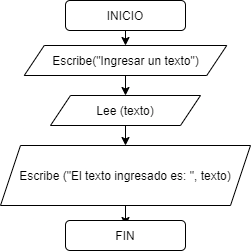 INICIO
Escribe("Ingresar un texto")
Lee (texto)
Escribe ("El texto ingresado es: ", texto)
FIN